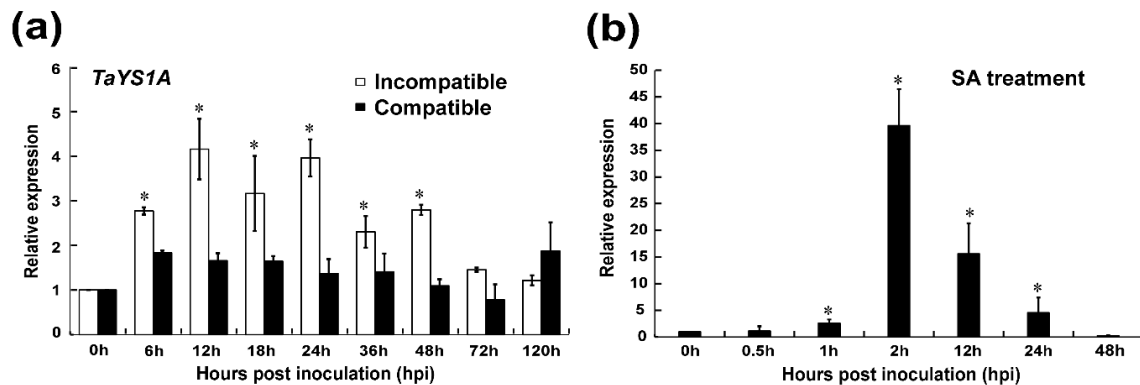 (a)
TaYS1A
Incompatible
Compatible
Relative expression
6
5
4
3
2
1
0
* * * * * *
0h 6h 12h 18h 24h 36h 48h 72h 120h
Hours post inoculation (hpi)
(b)
SA treatment
Relative expression
50
45
40
35
30
25
20
15
10
5
0
* * * *
0h 0.5h 1h 2h 12h 24h 48h
Hours post inoculation (hpi)